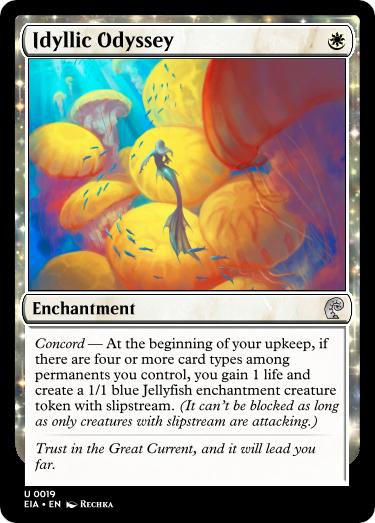 Idyllic Odyssey
Enchantment
Concord — At the beginning of your upkeep, if
there are four or more card types among
permanents you control, you gain 1 life and
create a 1/1 blue Jellyfish enchantment creature
token with slipstream. (It can't be blocked as long
as only creatures with slipstream are attacking.)
Trust in the Great Current, and it will lead you
far.
U 0019
EIA • EN Rechka